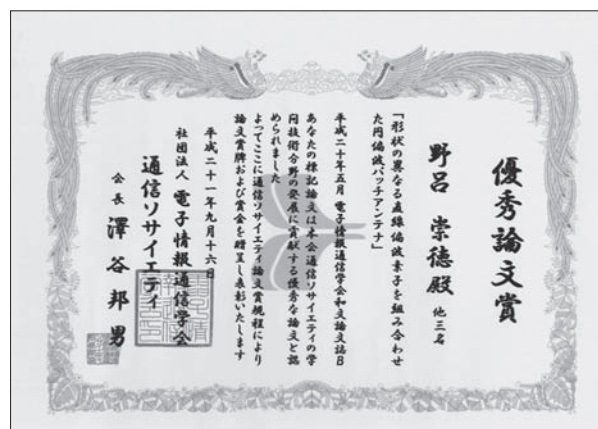 優秀論文賞
野呂 崇徳殿 他三名
「形状の異なる直線偏波素子を組み合わせ
た円偏波パッチアンテナ」
平成二十年五月 電子情報通信学会和文論文誌B
あなたの標記論文は本会通信ソサイエティの学
問技術分野の発展に貢献する優秀な論文と認
められました
よってここに通信ソサイエティ論文賞規程により
論文賞牌および賞金を贈呈し表彰いたします
平成二十一年九月十六日
社団法人 電子情報通信学会
通信ソサイエティ
会長 澤谷邦男